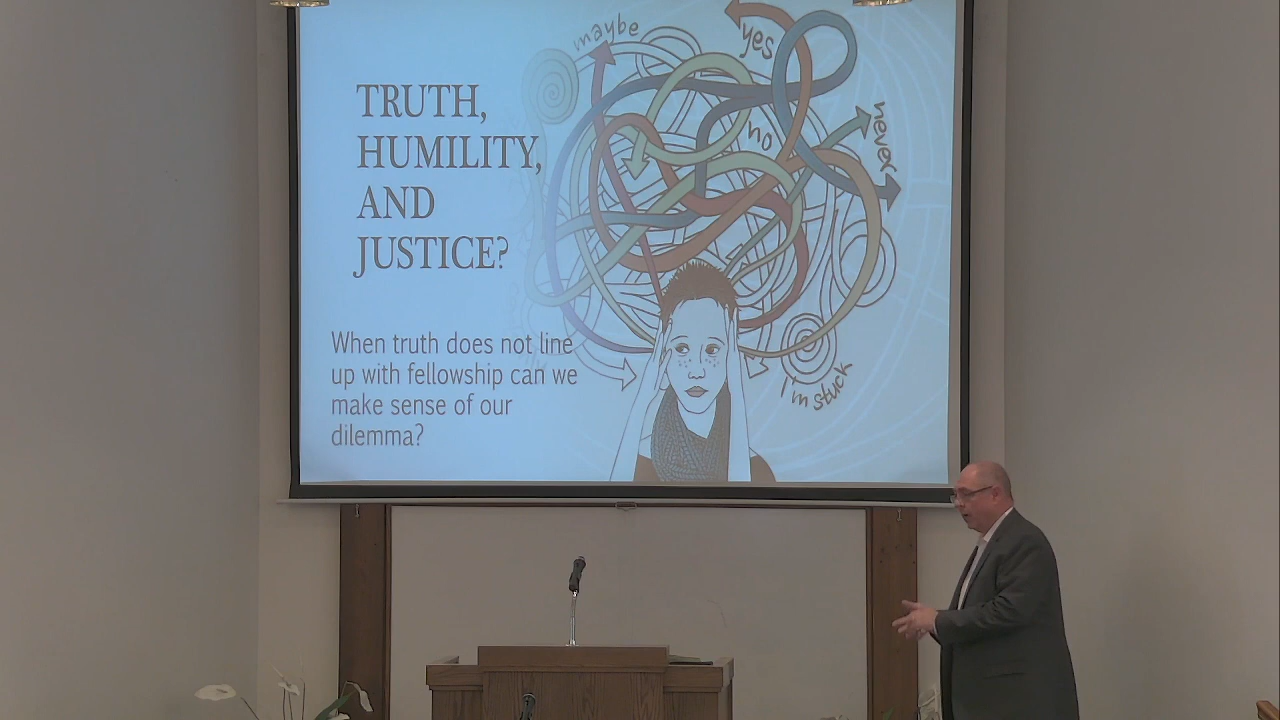 TRUTH,
HUMILITY,
AND
JUSTICE?
When truth does not line
up with fellowship can we
make sense of our
dilemma?
maybe
yes
no
never
I'm stuck